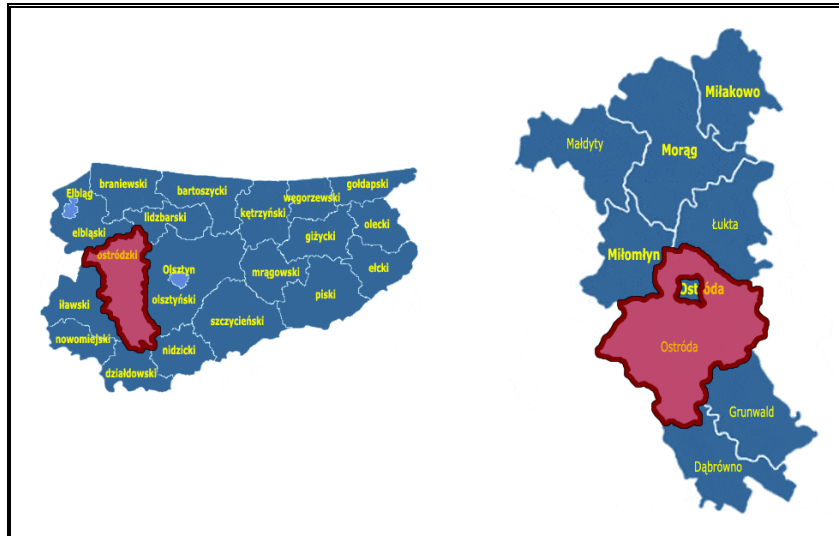 braniewski
bartoszycki
gołdapski
Elbląg
węgorzewski
kętrzyński
lidzbarski
olecki
elbląski
giżycki
ostródzki
Olsztyn
mrągowski
ełcki
iławski
olsztyński
piski
szczycieński
nowomiejski
nidzicki
działdowski
Miłakowo
Małdyty
Morąg
Łukta
Miłomłyn
Ostróda
Ostróda
Grunwald
Dąbrówno